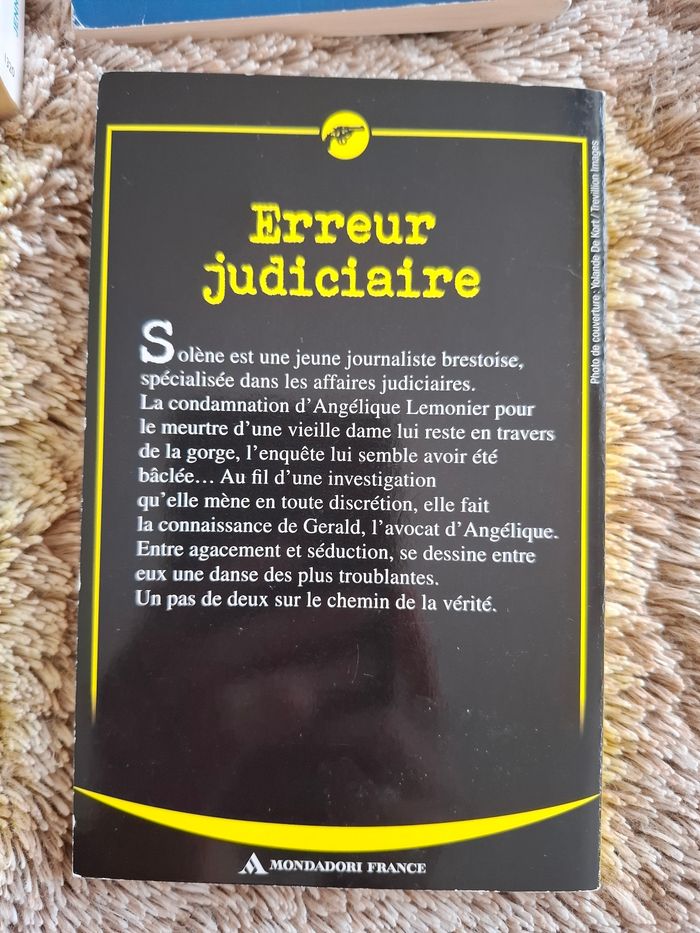 Erreur
judiciaire
Solène est une jeune journaliste brestoise,
spécialisée dans les affaires judiciaires.
La condamnation d'Angélique Lemonier pour
le meurtre d'une vieille dame lui reste en travers
de la gorge, l'enquête lui semble avoir été
bâclée... Au fil d'une investigation
qu'elle mène en toute discrétion, elle fait
la connaissance de Gerald, l'avocat d'Angélique.
Entre agacement et séduction, se dessine entre
eux une danse des plus troublantes.
Un pas de deux sur le chemin de la vérité.
Photo de couverture : Yolande De Kort / Trevillion Images
MONDADORI FRANCE